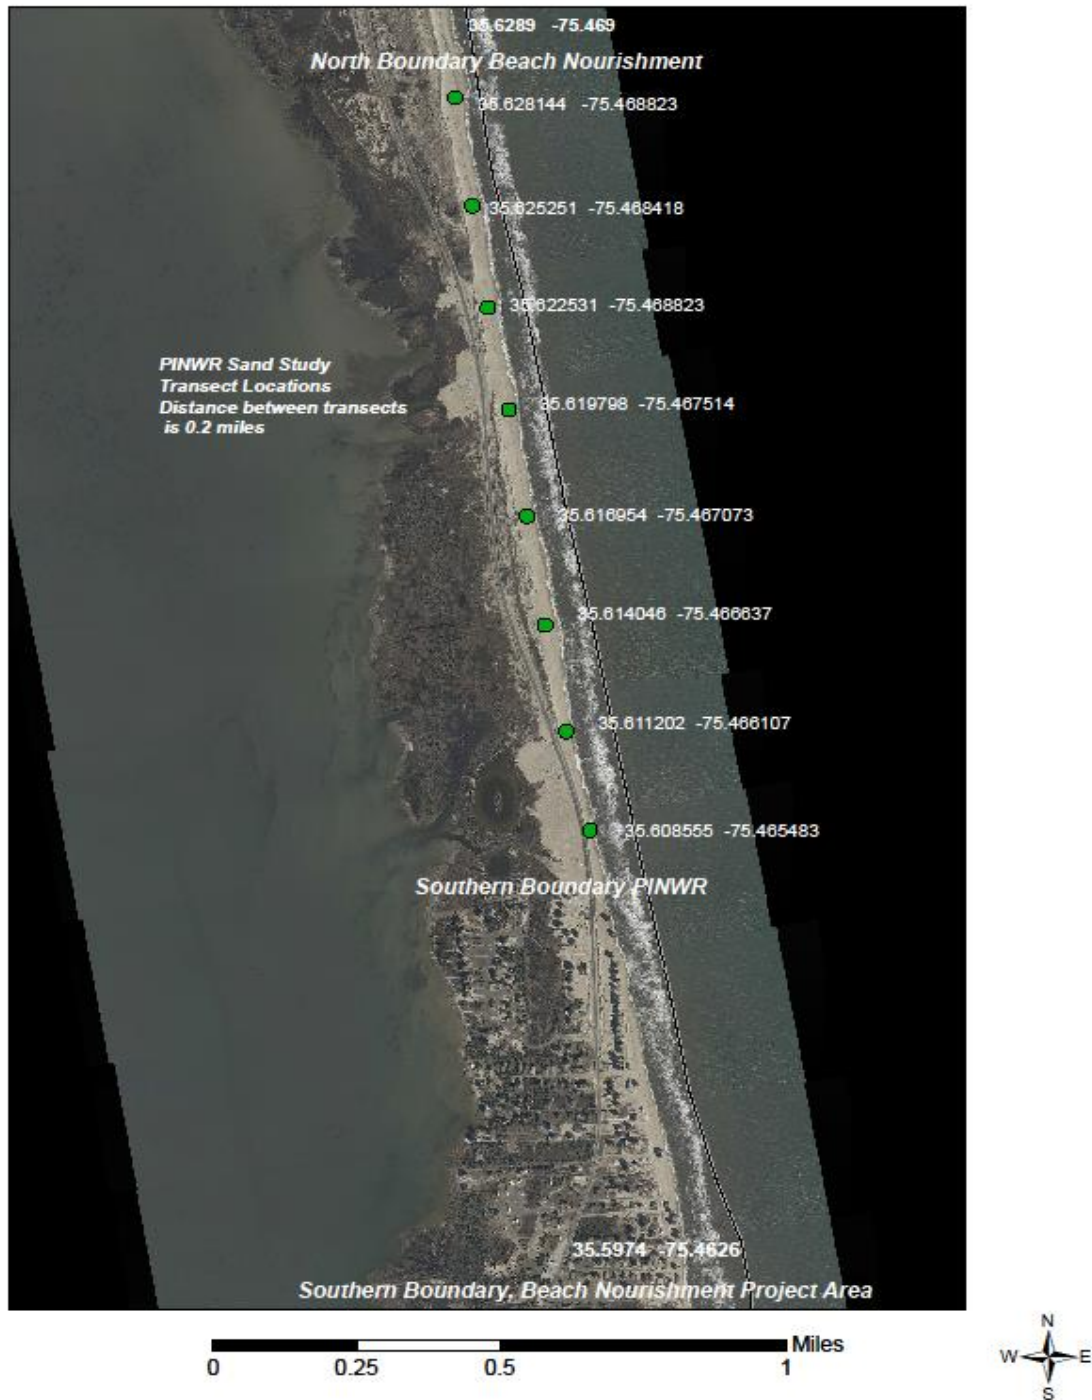 35.6289 -75.469
North Boundary Beach Nourishment
35.628144 -75.468823
35.625251 -75.468418
35.622531 -75.468823
PINWR Sand Study
Transect Locations
Distance between transects
is 0.2 miles
35.619798 -75.467514
35.616954 -75.467073
35.614046 -75.466637
35.611202 -75.466107
35.608555 -75.465483
Southern Boundary PINWR
35.5974 -75.4626
Southern Boundary, Beach Nourishment Project Area
Miles
0 0.25 0.5 1
N
W E
S